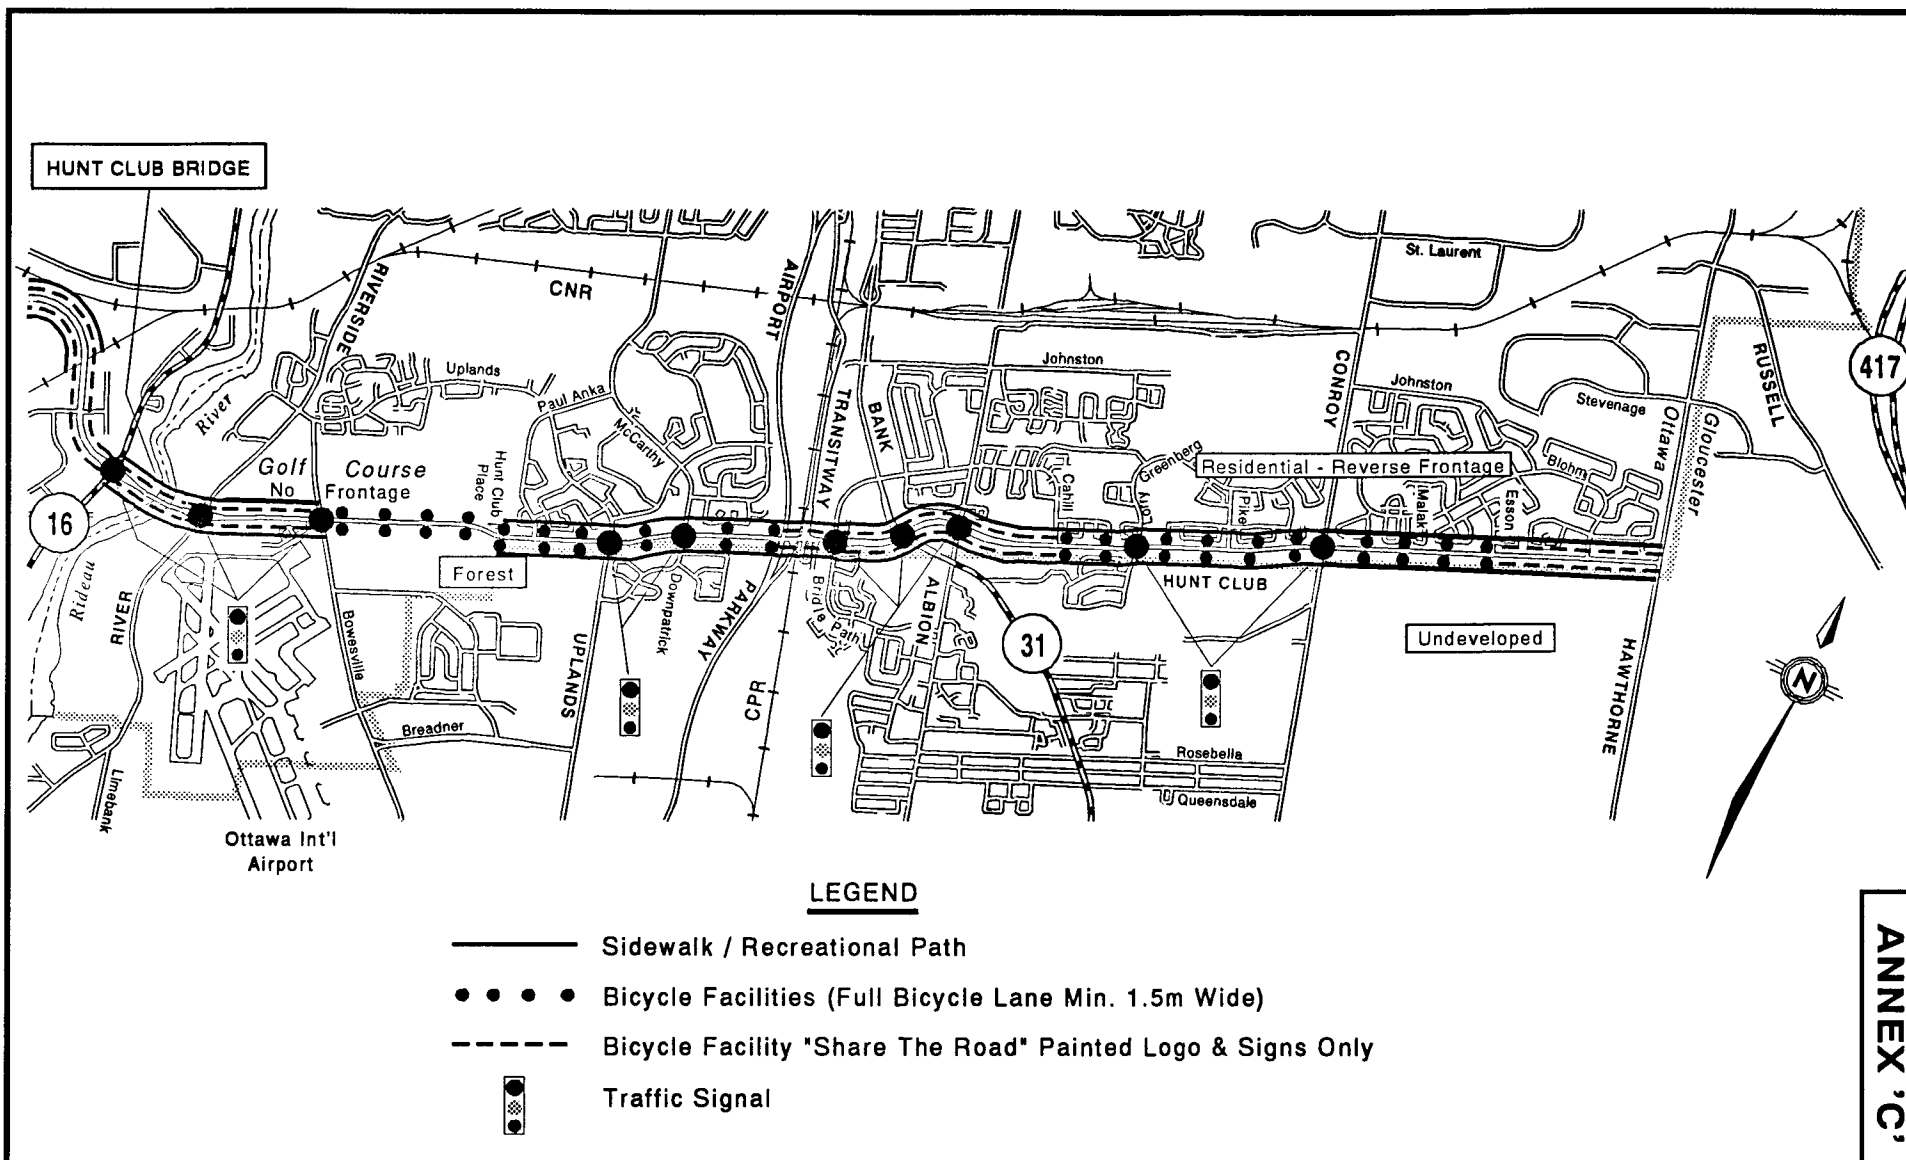 HUNT CLUB BRIDGE
RIVERSIDE
CNR
AIRPORT
St. Laurent
417
RUSSELL
Uplands
Paul Anka
McCarthy
TRANSITWAY
BANK
Johnston
CONROY
Johnston
Stevenage
Ottawa
Gloucester
River
Golf Course
No Frontage
Hunt Club
Place
Cahill
Greenberg
Lorry
Residential - Reverse Frontage
Pike
Malak
Esson
Blohm
16
Rideau
RIVER
Forest
Bowesville
Downpatrick
PARKWAY
Bridle
Path
ALBION
HUNT CLUB
31
Undeveloped
UPLANDS
CPR
HAWTHORNE
N
Breadner
Limebank
Rosebella
Queensdale
Ottawa Int'l
Airport
LEGEND
Sidewalk / Recreational Path
Bicycle Facilities (Full Bicycle Lane Min. 1.5m Wide)
Bicycle Facility "Share The Road" Painted Logo & Signs Only
Traffic Signal
ANNEX 'C'